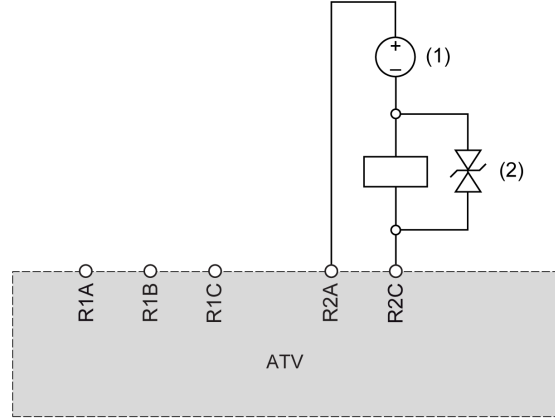 +
(1)
−
(2)
R1A
R1B
R1C
R2A
R2C
ATV